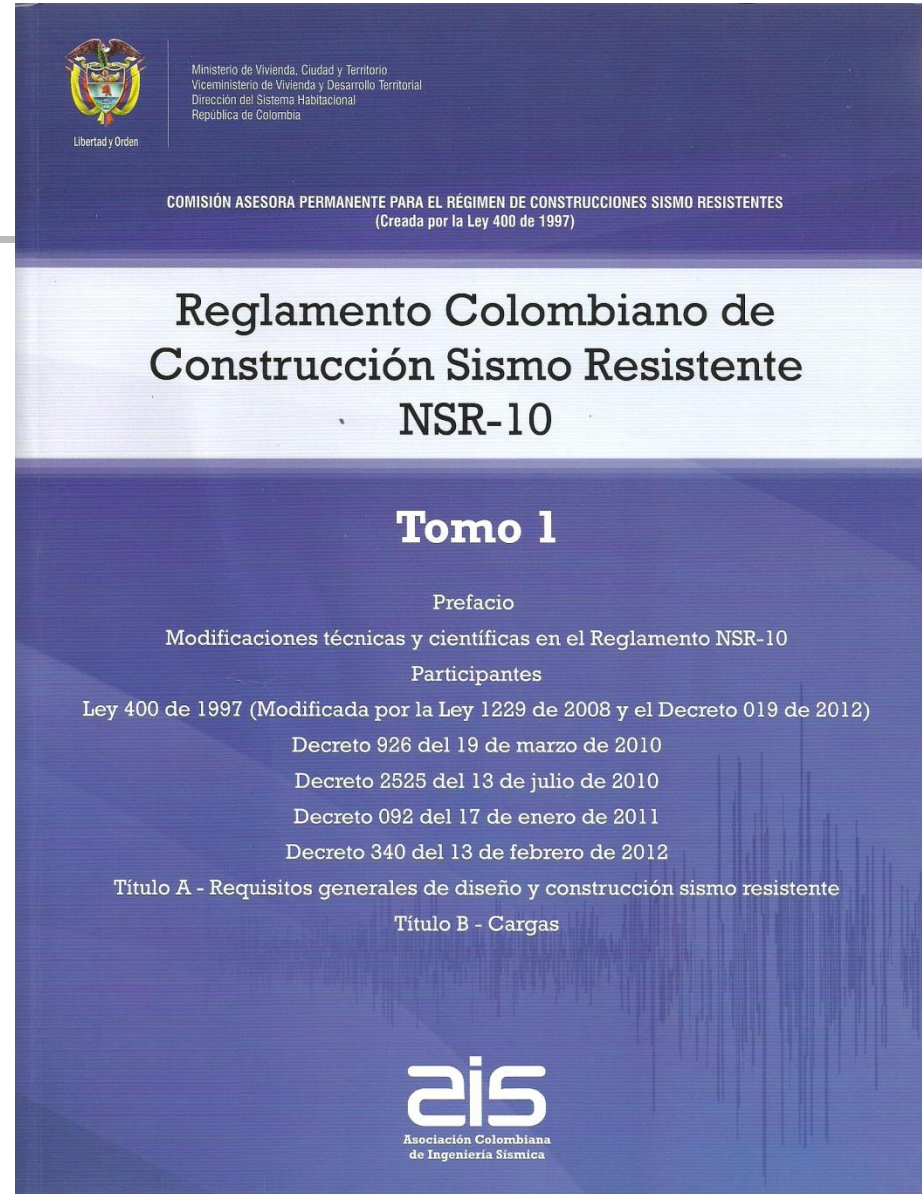 Libertad y Orden
Ministerio de Vivienda, Ciudad y Territorio
Viceministerio de Vivienda y Desarrollo Territorial
Dirección del Sistema Habitacional
República de Colombia
COMISIÓN ASESORA PERMANENTE PARA EL RÉGIMEN DE CONSTRUCCIONES SISMO RESISTENTES
(Creada por la Ley 400 de 1997)
Reglamento Colombiano de
Construcción Sismo Resistente
NSR-10
Tomo 1
Prefacio
Modificaciones técnicas y científicas en el Reglamento NSR-10
Participantes
Ley 400 de 1997 (Modificada por la Ley 1229 de 2008 y el Decreto 019 de 2012)
Decreto 926 del 19 de marzo de 2010
Decreto 2525 del 13 de julio de 2010
Decreto 092 del 17 de enero de 2011
Decreto 340 del 13 de febrero de 2012
Título A - Requisitos generales de diseño y construcción sismo resistente
Título B - Cargas
ais
Asociación Colombiana
de Ingeniería Sísmica